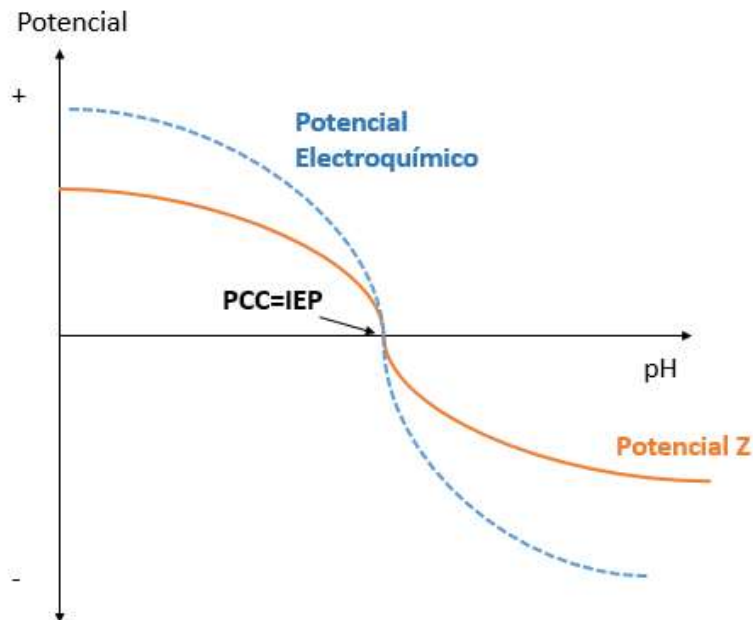 Potencial
+
Potencial
Electroquímico
PCC=IEP
pH
Potencial Z
-